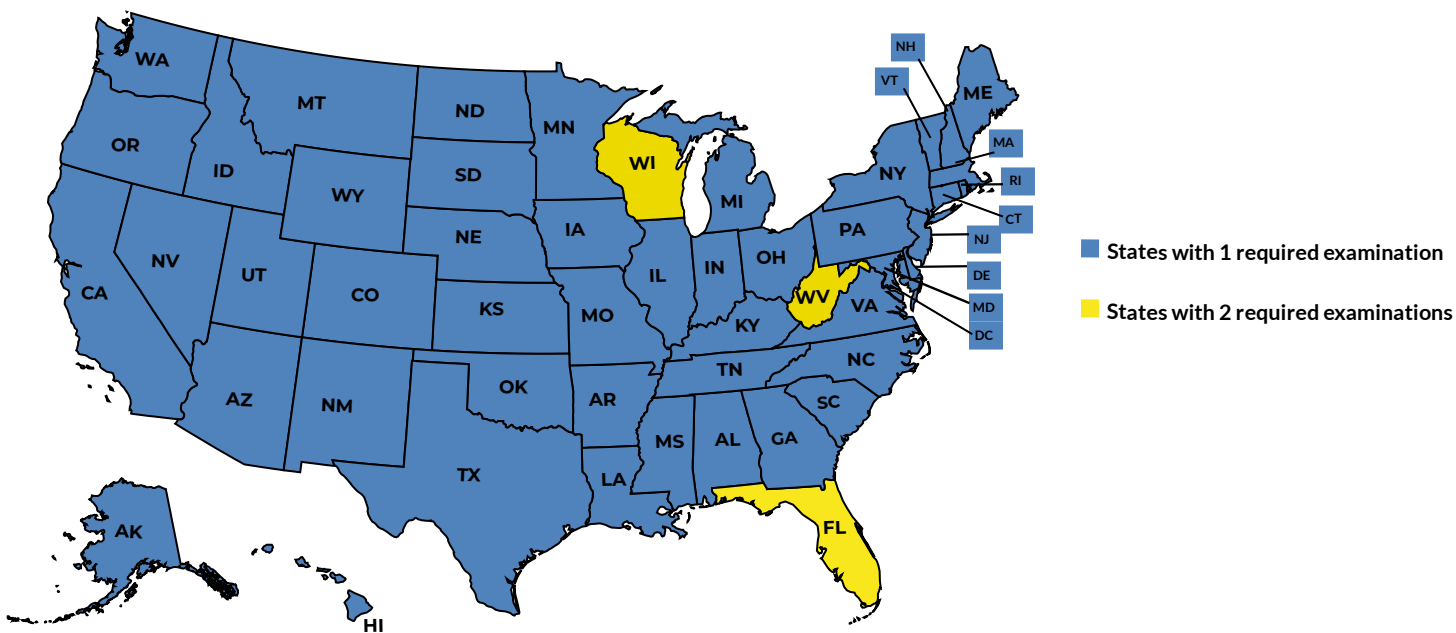 NH
WA
VT
ME
MT
ND
MN
OR
MA
WI
ID
SD
NY
RI
WY
MI
CT
IA
PA
NE
NJ
States with 1 required examination
OH
NV
UT
IL
IN
DE
CA
CO
WV
VA
MD
KS
MO
States with 2 required examinations
KY
DC
NC
TN
OK
AZ
AR
SC
NM
MS
AL
GA
TX
LA
FL
AK
HI